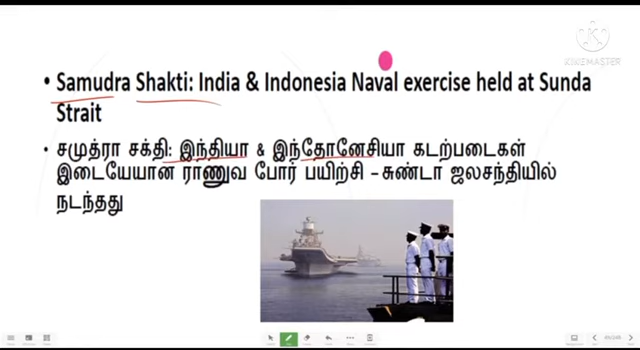 KINEMASTER
• Samudra Shakti: India & Indonesia Naval exercise held at Sunda
Strait
• சமுத்ரா சக்தி: இந்தியா & இந்தோனேசியா கடற்படைகள்
இடையேயான ராணுவ போர் பயிற்சி – சுண்டா ஜலசந்தியில்
நடந்தது